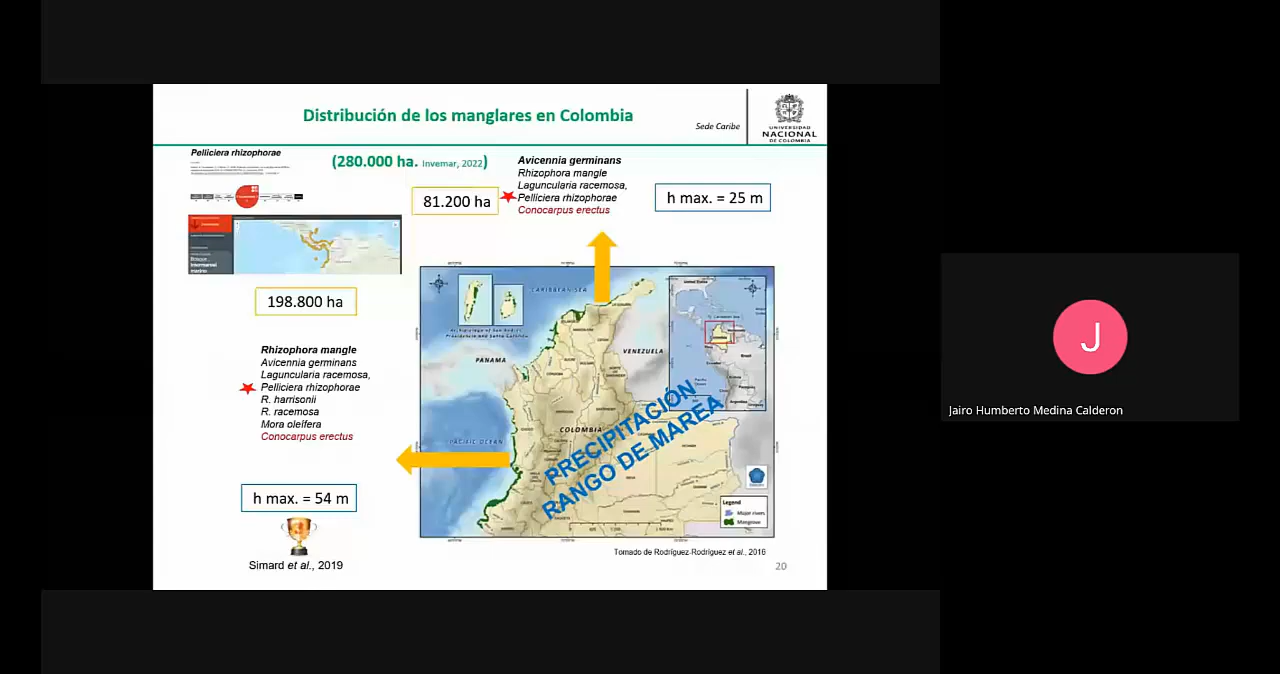 Distribución de los manglares en Colombia
Sede Caribe
UNIVERSIDAD
NACIONAL
DE COLOMBIA
Pelliciera rhizophorae
(280.000 ha. Invemar, 2022)
81.200 ha
Avicennia germinans
Rhizophora mangle
Laguncularia racemosa,
Pelliciera rhizophorae
Conocarpus erectus
h max. = 25 m
198.800 ha
Rhizophora mangle
Avicennia germinans
Laguncularia racemosa,
Pelliciera rhizophorae
R. harrisonii
R. racemosa
Mora oleífera
Conocarpus erectus
h max. = 54 m
Simard et al., 2019
CARIBBEAN SEA
PANAMA
VENEZUELA
COLOMBIA
PACIFIC OCEAN
PRECIPITACIÓN
RANGO DE MAREA
Legend
Major rivers
Mangrove
Tomado de Rodríguez-Rodríguez et al., 2016
20
J
Jairo Humberto Medina Calderon